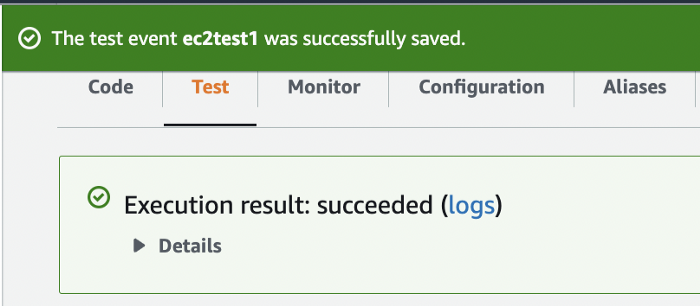 The test event ec2test1 was successfully saved.
Code Test Monitor Configuration Aliases
Execution result: succeeded (logs)
Details